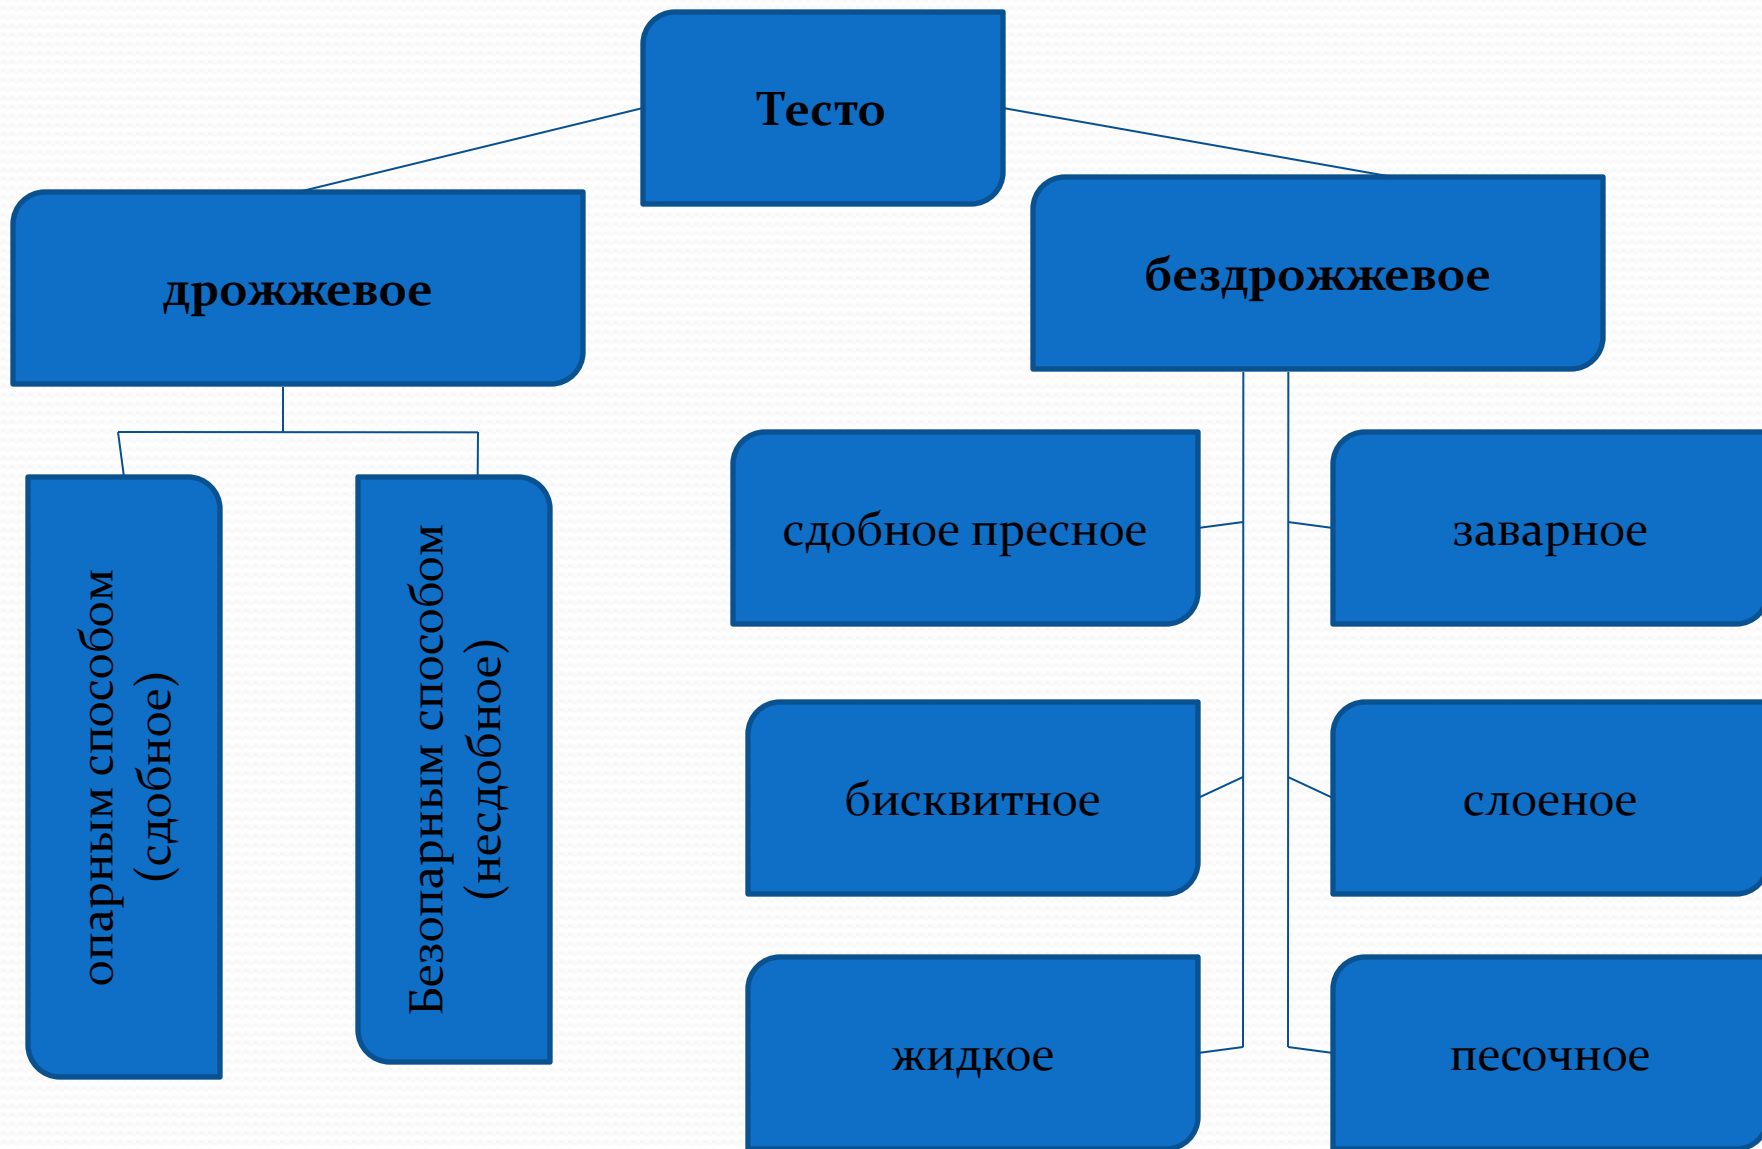 Тесто
дрожжевое
бездрожжевое
опарным способом
(сдобное)
Безопарным способом
(несдобное)
сдобное пресное
заварное
бисквитное
слоеное
жидкое
песочное